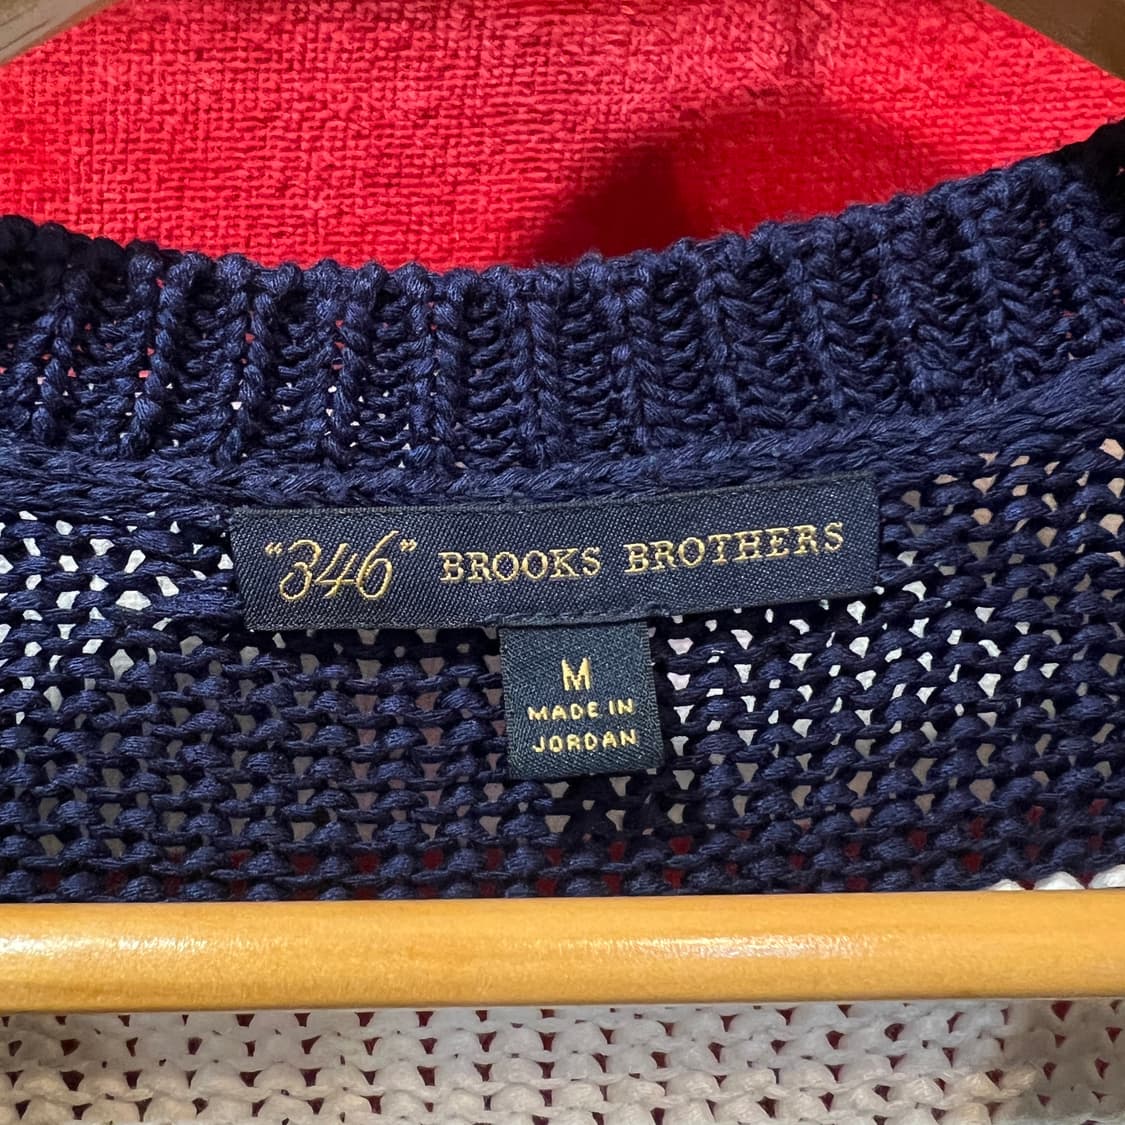 "346" BROOKS BROTHERS
M
MADE IN
JORDAN